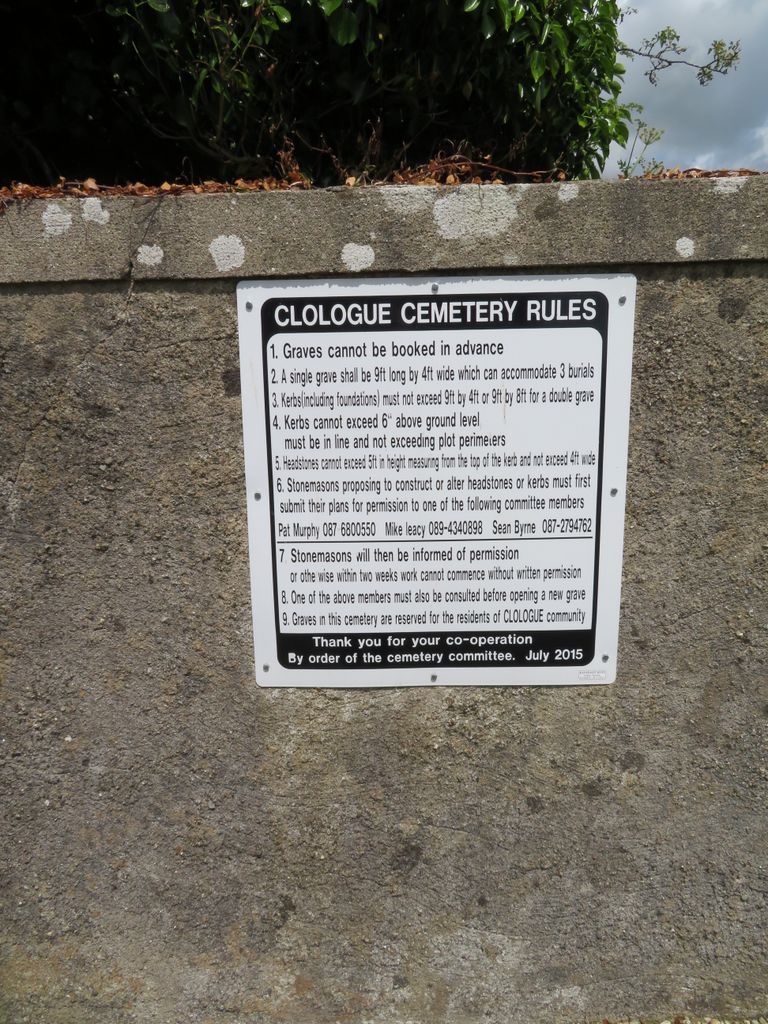 CLOLOGUE CEMETERY RULES
1. Graves cannot be booked in advance
2. A single grave shall be 9ft long by 4ft wide which can accommodate 3 burials
3. Kerbs(including foundations) must not exceed 9ft by 4ft or 9ft by 8ft for a double grave
4. Kerbs cannot exceed 6" above ground level
must be in line and not exceeding plot perimeters
5. Headstones cannot exceed 5ft in height measuring from the top of the kerb and not exceed 4ft wide
6. Stonemasons proposing to construct or alter headstones or kerbs must first
submit their plans for permission to one of the following committee members
Pat Murphy 087 6800550 Mike leacy 089-4340898 Sean Byrne 087-2794762
7 Stonemasons will then be informed of permission
or othe wise within two weeks work cannot commence without written permission
8. One of the above members must also be consulted before opening a new grave
9. Graves in this cemetery are reserved for the residents of CLOLOGUE community
Thank you for your co-operation
By order of the cemetery committee. July 2015